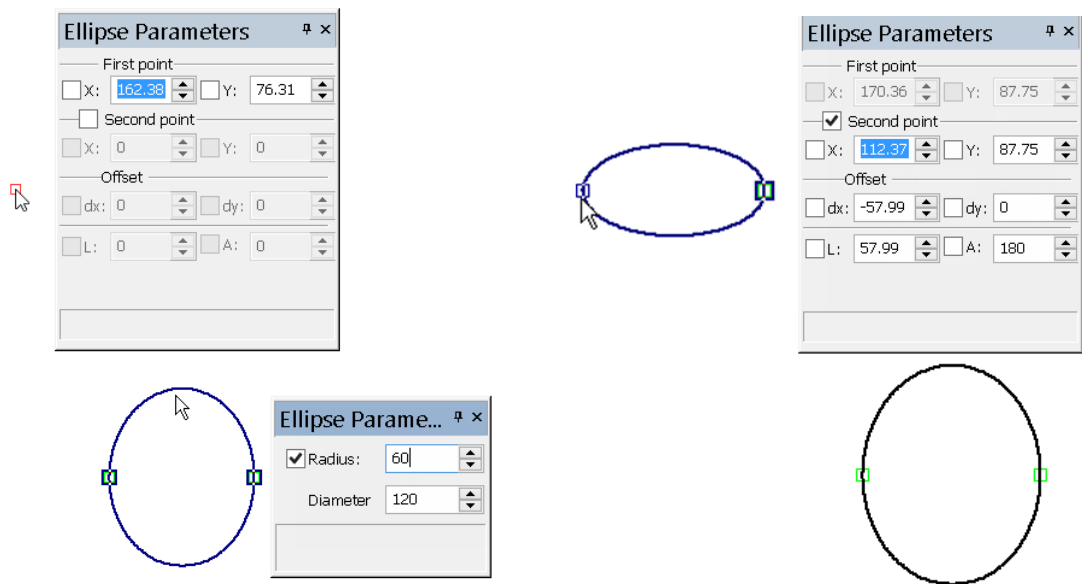 Ellipse Parameters
First point
X: 162.38 Y: 76.31
Second point
X: 0 Y: 0
Offset
dx: 0 dy: 0
L: 0 A: 0
Ellipse Parameters
First point
X: 170.36 Y: 87.75
Second point
X: 112.37 Y: 87.75
Offset
dx: -57.99 dy: 0
L: 57.99 A: 180
Ellipse Parame...
Radius: 60
Diameter 120